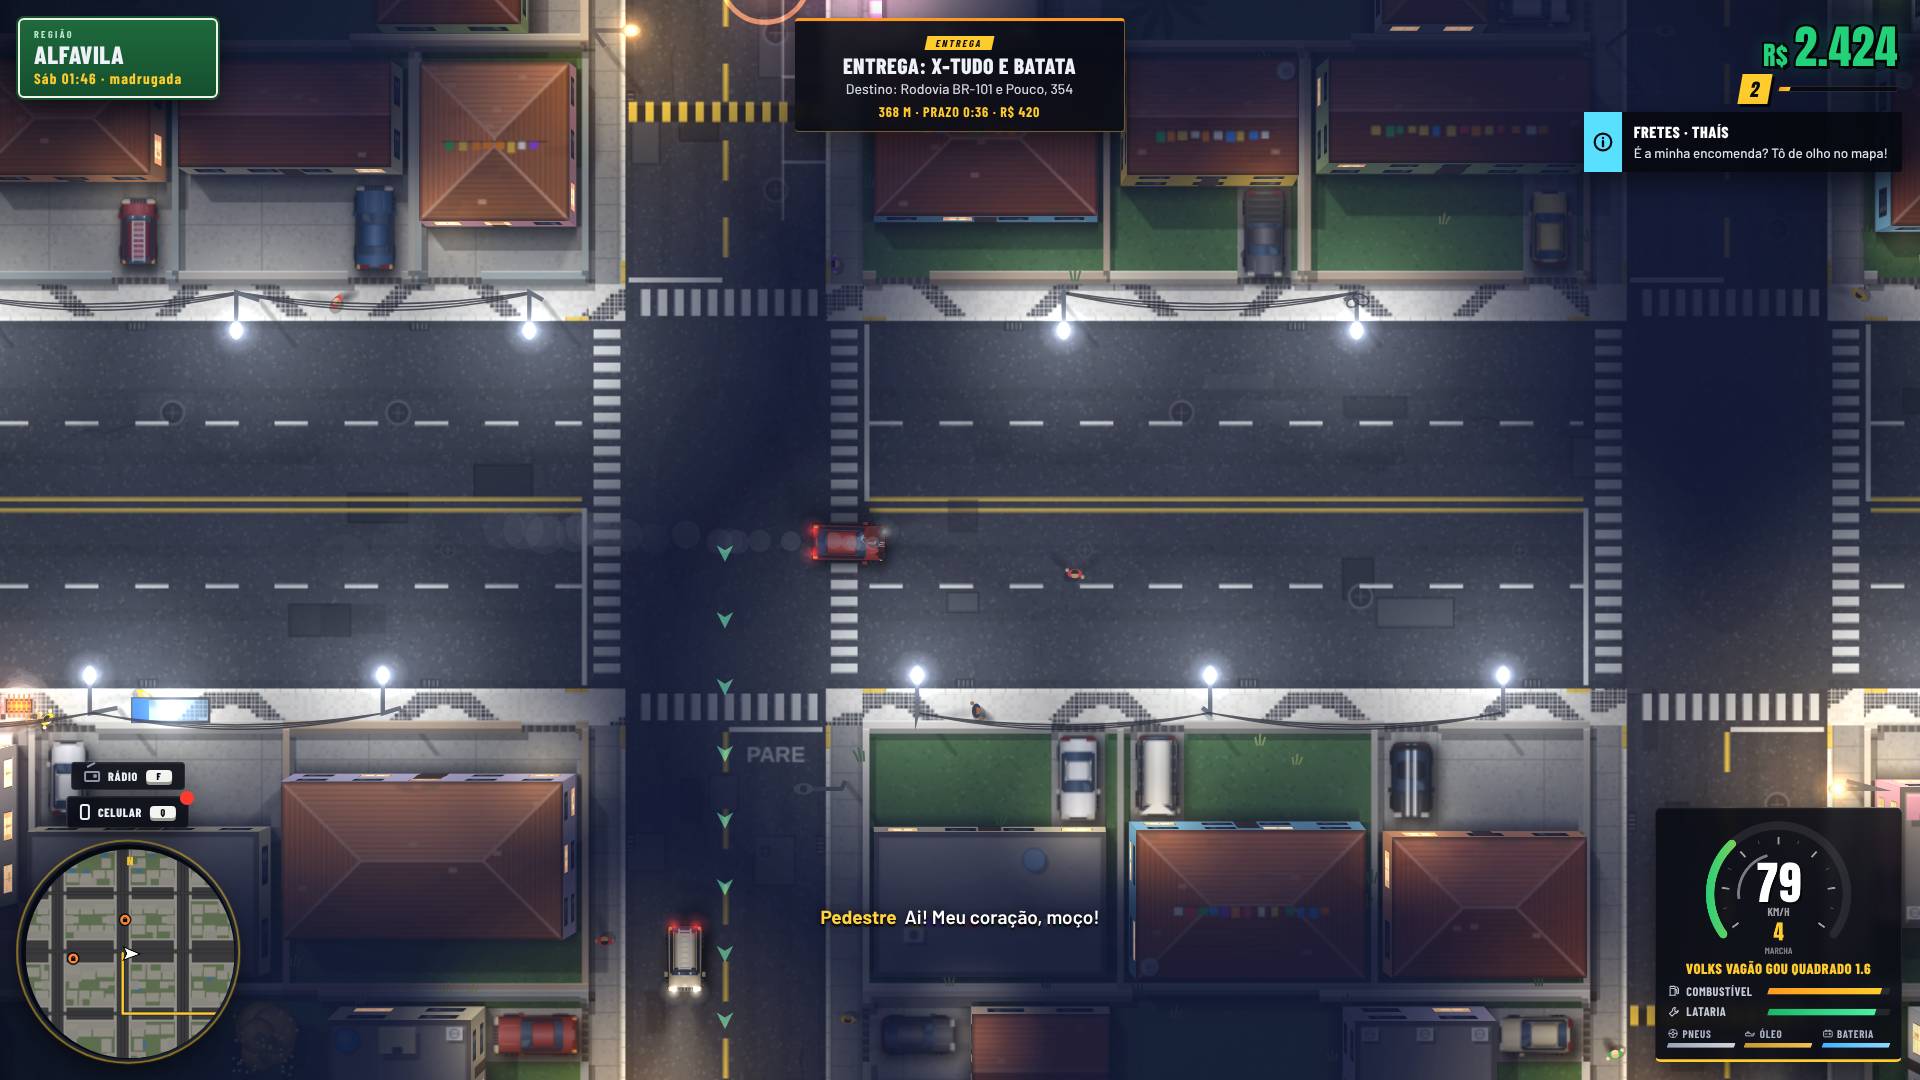 REGIÃO
ALFAVILA
Sáb 01:46 · madrugada
ENTREGA
ENTREGA: X-TUDO E BATATA
Destino: Rodovia BR-101 e Pouco, 354
368 M · PRAZO 0:36 · R$ 420
R$ 2.424
2
FRETES · THAÍS
É a minha encomenda? Tô de olho no mapa!
PARE
RÁDIO F
CELULAR Q
N
Pedestre Ai! Meu coração, moço!
79
KM/H
4
MARCHA
VOLKS VAGÃO GOU QUADRADO 1.6
COMBUSTÍVEL
LATARIA
PNEUS ÓLEO BATERIA